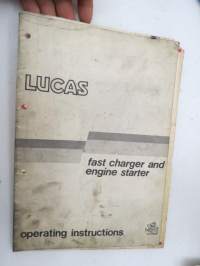 LUCAS
fast charger and
engine starter
operating instructions